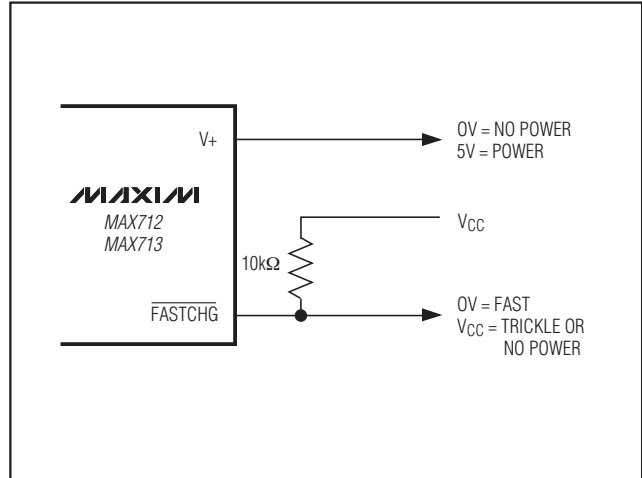 V+
0V = NO POWER
5V = POWER
MAXIM
MAX712
MAX713
VCC
10kΩ
FASTCHG
0V = FAST
VCC = TRICKLE OR
NO POWER